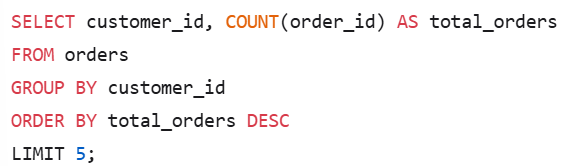 SELECT customer_id, COUNT(order_id) AS total_orders
FROM orders
GROUP BY customer_id
ORDER BY total_orders DESC
LIMIT 5;